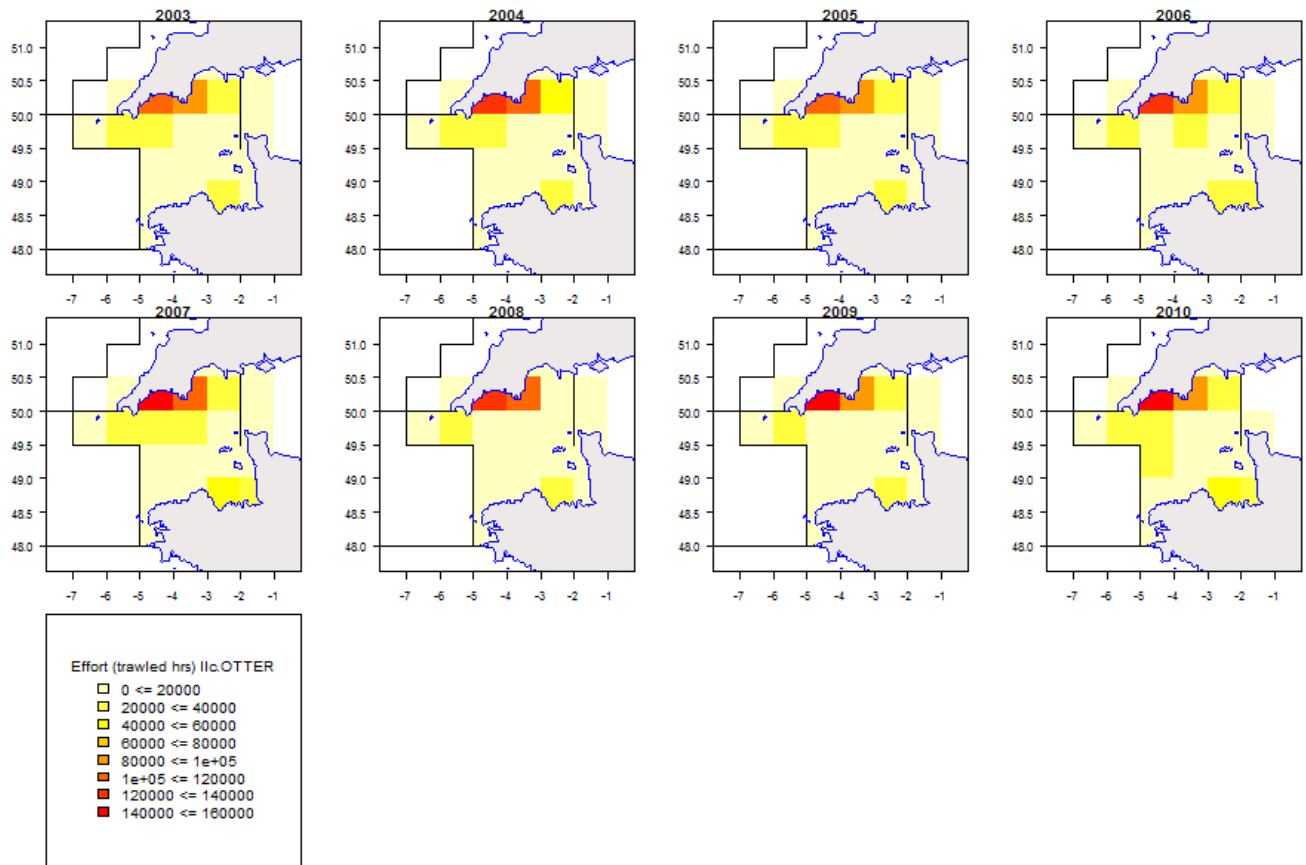 2003 2004 2005 2006
51.0 51.0 51.0 51.0
50.5 50.5 50.5 50.5
50.0 50.0 50.0 50.0
49.5 49.5 49.5 49.5
49.0 49.0 49.0 49.0
48.5 48.5 48.5 48.5
48.0 48.0 48.0 48.0
-7 -6 -5 -4 -3 -2 -1 -7 -6 -5 -4 -3 -2 -1 -7 -6 -5 -4 -3 -2 -1 -7 -6 -5 -4 -3 -2 -1
2007 2008 2009 2010
51.0 51.0 51.0 51.0
50.5 50.5 50.5 50.5
50.0 50.0 50.0 50.0
49.5 49.5 49.5 49.5
49.0 49.0 49.0 49.0
48.5 48.5 48.5 48.5
48.0 48.0 48.0 48.0
-7 -6 -5 -4 -3 -2 -1 -7 -6 -5 -4 -3 -2 -1 -7 -6 -5 -4 -3 -2 -1 -7 -6 -5 -4 -3 -2 -1
Effort (trawled hrs) IIc.OTTER
0 <= 20000
20000 <= 40000
40000 <= 60000
60000 <= 80000
80000 <= 1e+05
1e+05 <= 120000
120000 <= 140000
140000 <= 160000